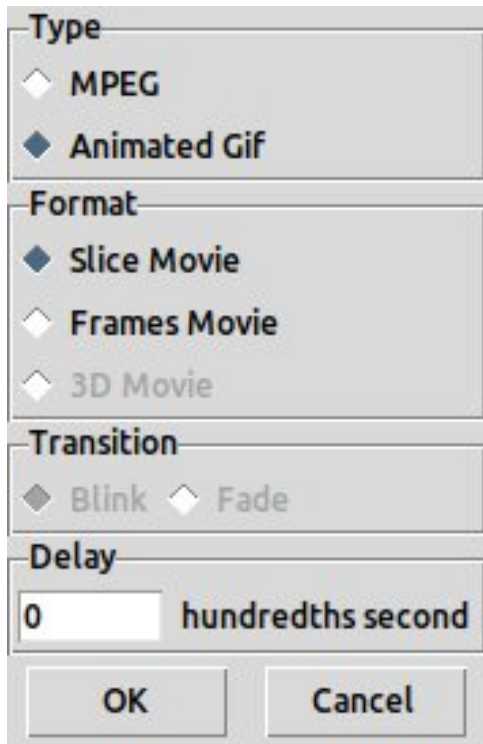 Type
MPEG
Animated Gif
Format
Slice Movie
Frames Movie
3D Movie
Transition
Blink Fade
Delay
0 hundredths second
OK Cancel